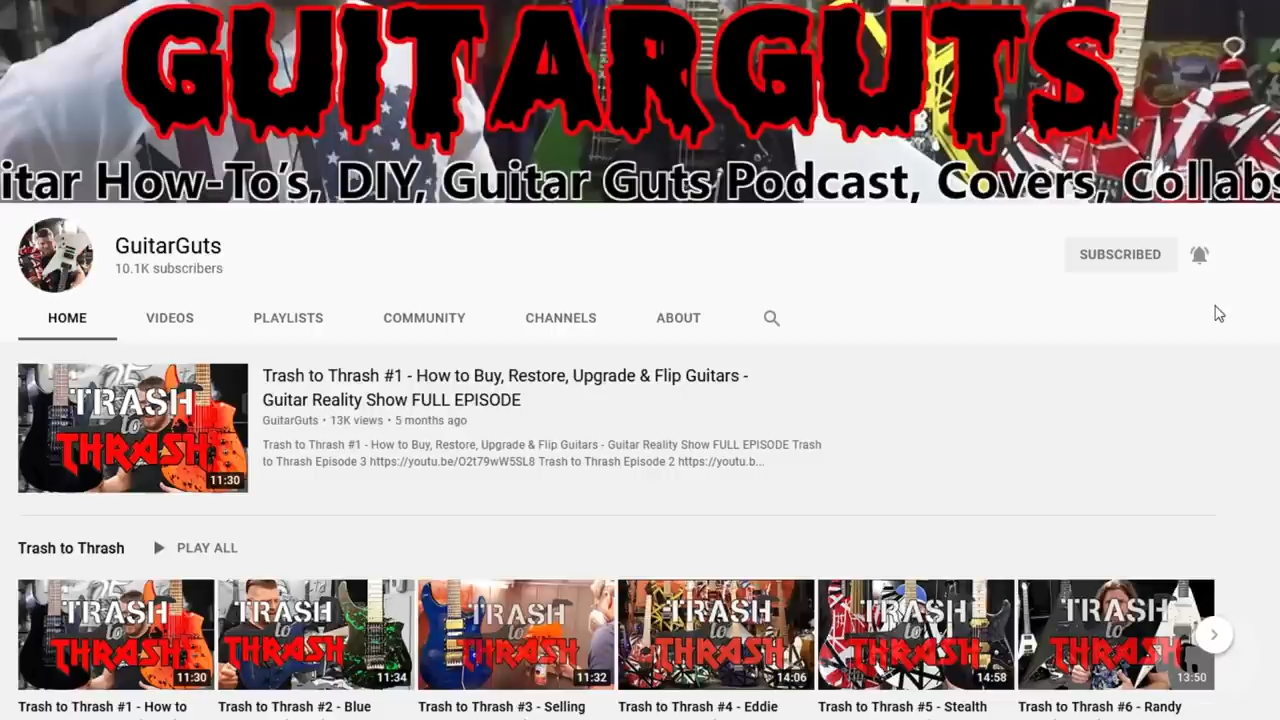 GUITARGUTS
itar How-To's, DIY, Guitar Guts Podcast, Covers, Collabs
GuitarGuts
10.1K subscribers
SUBSCRIBED
HOME VIDEOS PLAYLISTS COMMUNITY CHANNELS ABOUT
TRASH
to
THRASH
11:30
Trash to Thrash #1 - How to Buy, Restore, Upgrade & Flip Guitars -
Guitar Reality Show FULL EPISODE
GuitarGuts • 13K views • 5 months ago
Trash to Thrash #1 - How to Buy, Restore, Upgrade & Flip Guitars - Guitar Reality Show FULL EPISODE Trash
to Thrash Episode 3 https://youtu.be/O2t79wW5SL8 Trash to Thrash Episode 2 https://youtu.b...
Trash to Thrash PLAY ALL
TRASH to THRASH 11:30
TRASH to THRASH 11:34
TRASH to THRASH 11:32
TRASH to THRASH 14:06
TRASH to THRASH 14:58
TRASH to THRASH 13:50
Trash to Thrash #1 - How to
Trash to Thrash #2 - Blue
Trash to Thrash #3 - Selling
Trash to Thrash #4 - Eddie
Trash to Thrash #5 - Stealth
Trash to Thrash #6 - Randy